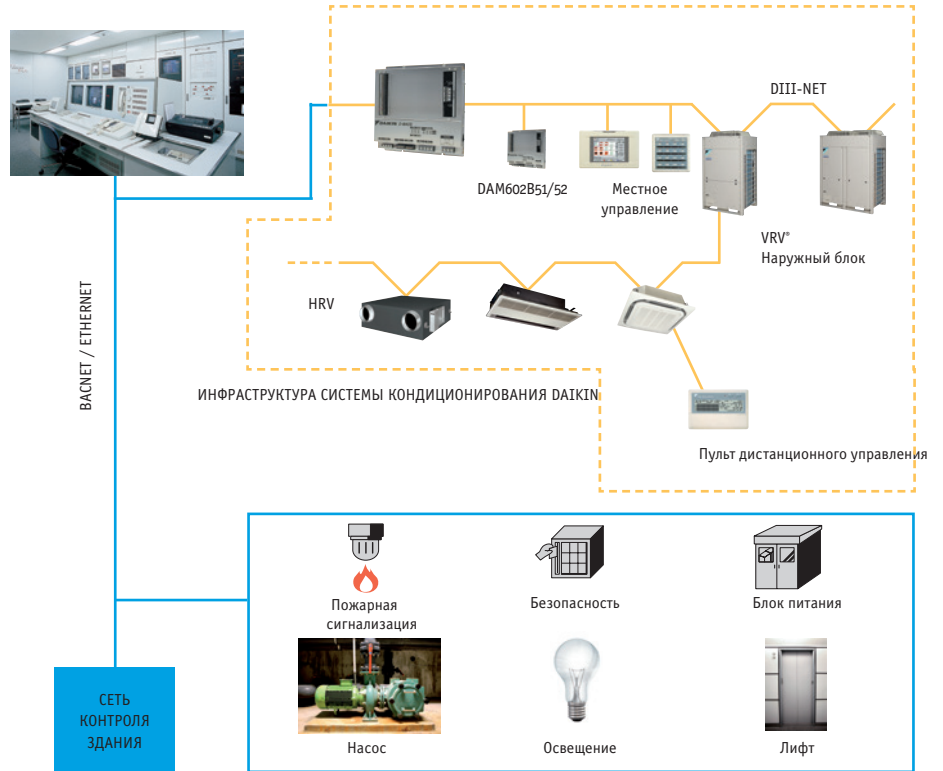 DIII-NET
DAIKIN
DAM602B51/52
Местное
управление
VRV®
Наружный блок
HRV
BACNET / ETHERNET
ИНФРАСТРУКТУРА СИСТЕМЫ КОНДИЦИОНИРОВАНИЯ DAIKIN
Пульт дистанционного управления
Пожарная
сигнализация
Безопасность
Блок питания
СЕТЬ
КОНТРОЛЯ
ЗДАНИЯ
Насос
Освещение
Лифт